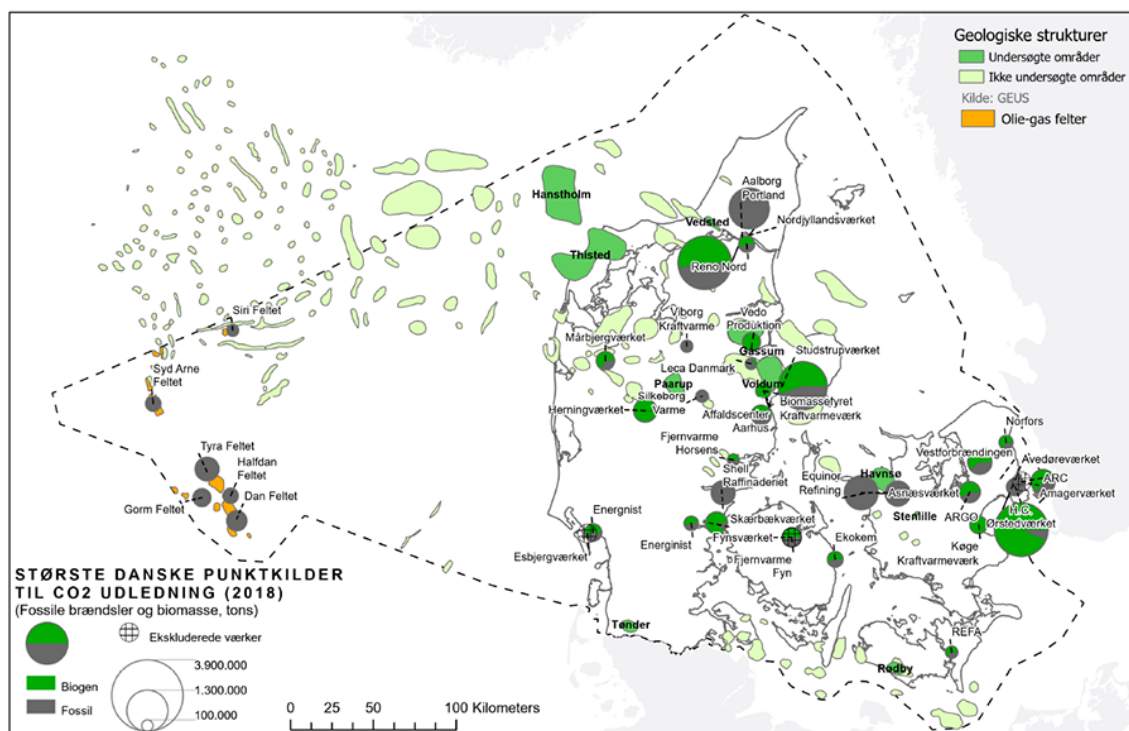 Geologiske strukturer
Undersøgte områder
Ikke undersøgte områder
Kilde: GEUS
Olie-gas felter
Hanstholm
Aalborg
Portland
Vedsted
Nordjyllandsværket
Thisted
Reno Nord
Siri Feltet
Viborg
Kraftvarme
Vedo
Produktion
Mårbjergværket
Studstrupværket
Gassum
Leca Danmark
Syd Arne
Feltet
Paarup
Voldum
Silkeborg
Varme
Biomassefyret
Kraftvarmeværk
Herningværket
Affaldscenter
Aarhus
Norfors
Tyra Feltet
Halfdan
Feltet
Fjernvarme
Horsens
Vestforbrændingen
Avedøreværket
Shell
Raffinaderiet
Equinor
Refining
Havnsø
ARC
Amagerværket
Gorm Feltet
Dan Feltet
Asnæsværket
Energnist
Skærbækværket
Stenlille
ARGO
H.C.
Ørstedværket
Esbjergværket
Energinist
Fynsværket
Fjernvarme
Fyn
Ekokem
Køge
Kraftvarmeværk
Tønder
REFA
Rødby
STØRSTE DANSKE PUNKTKILDER
TIL CO2 UDLEDNING (2018)
(Fossile brændsler og biomasse, tons)
Ekskluderede værker
Biogen
Fossil
3.900.000
1.300.000
100.000
0 25 50 100 Kilometers